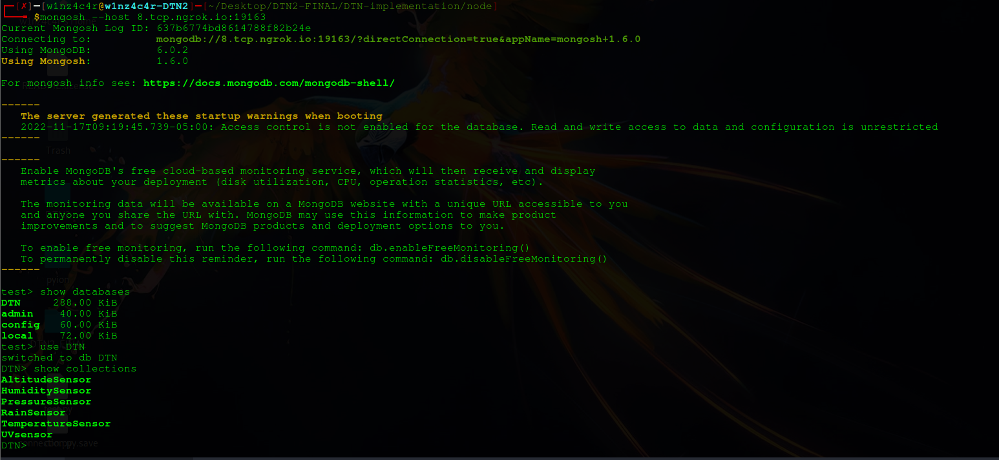 [✗]─[w1nz4c4r@w1nz4c4r-DTN2]─[~/Desktop/DTN2-FINAL/DTN-implementation/node]
$mongosh --host 8.tcp.ngrok.io:19163
Current Mongosh Log ID: 637b6774bd8614788f82b24e
Connecting to: mongodb://8.tcp.ngrok.io:19163/?directConnection=true&appName=mongosh+1.6.0
Using MongoDB: 6.0.2
Using Mongosh: 1.6.0
For mongosh info see: https://docs.mongodb.com/mongodb-shell/
------
The server generated these startup warnings when booting
2022-11-17T09:19:45.739-05:00: Access control is not enabled for the database. Read and write access to data and configuration is unrestricted
------
Trash
------
Enable MongoDB's free cloud-based monitoring service, which will then receive and display
metrics about your deployment (disk utilization, CPU, operation statistics, etc).
The monitoring data will be available on a MongoDB website with a unique URL accessible to you
and anyone you share the URL with. MongoDB may use this information to make product
improvements and to suggest MongoDB products and deployment options to you.
To enable free monitoring, run the following command: db.enableFreeMonitoring()
To permanently disable this reminder, run the following command: db.disableFreeMonitoring()
------
pyion
test> show databases
DTN 288.00 KiB
admin 40.00 KiB
config 60.00 KiB
local 72.00 KiB
test> use DTN
switched to db DTN
DTN> show collections
AltitudeSensor
HumiditySensor
PressureSensor
RainSensor
TemperatureSensor
UVsensor
DTN>